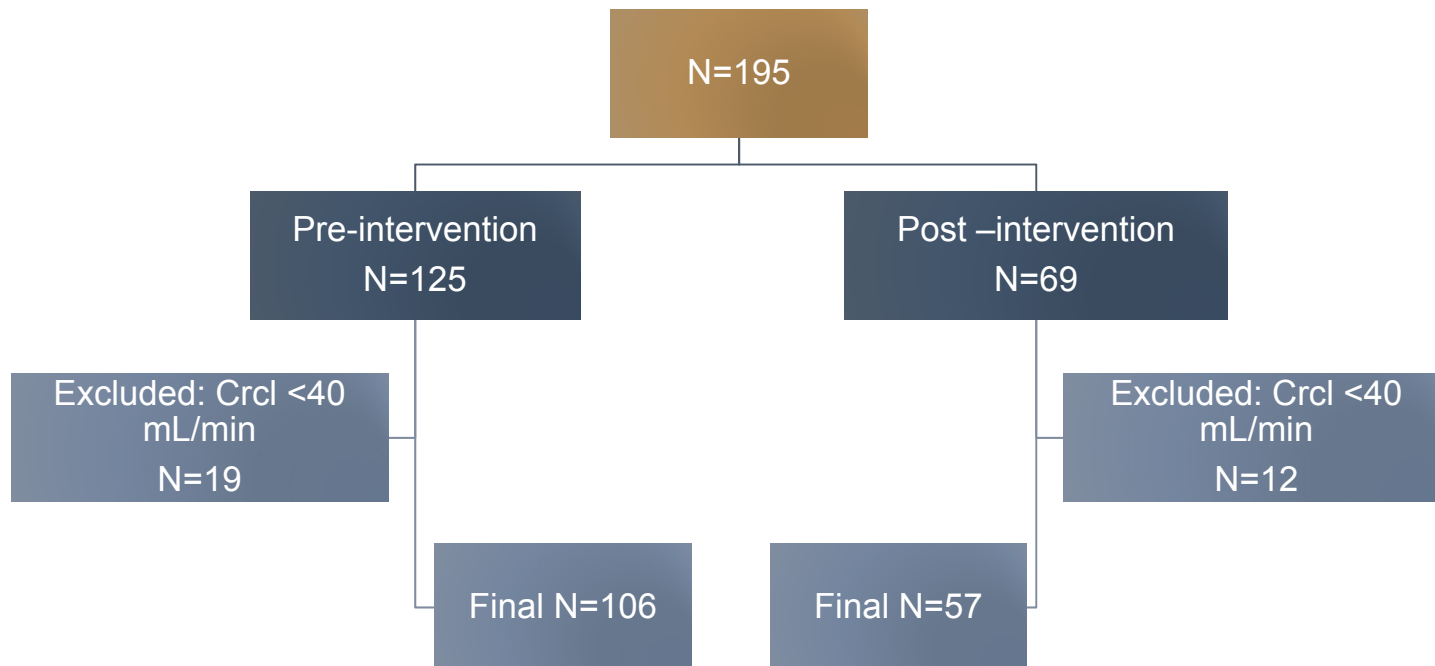 N=195
Pre-intervention
N=125
Post –intervention
N=69
Excluded: Crcl <40
mL/min
N=19
Excluded: Crcl <40
mL/min
N=12
Final N=106
Final N=57